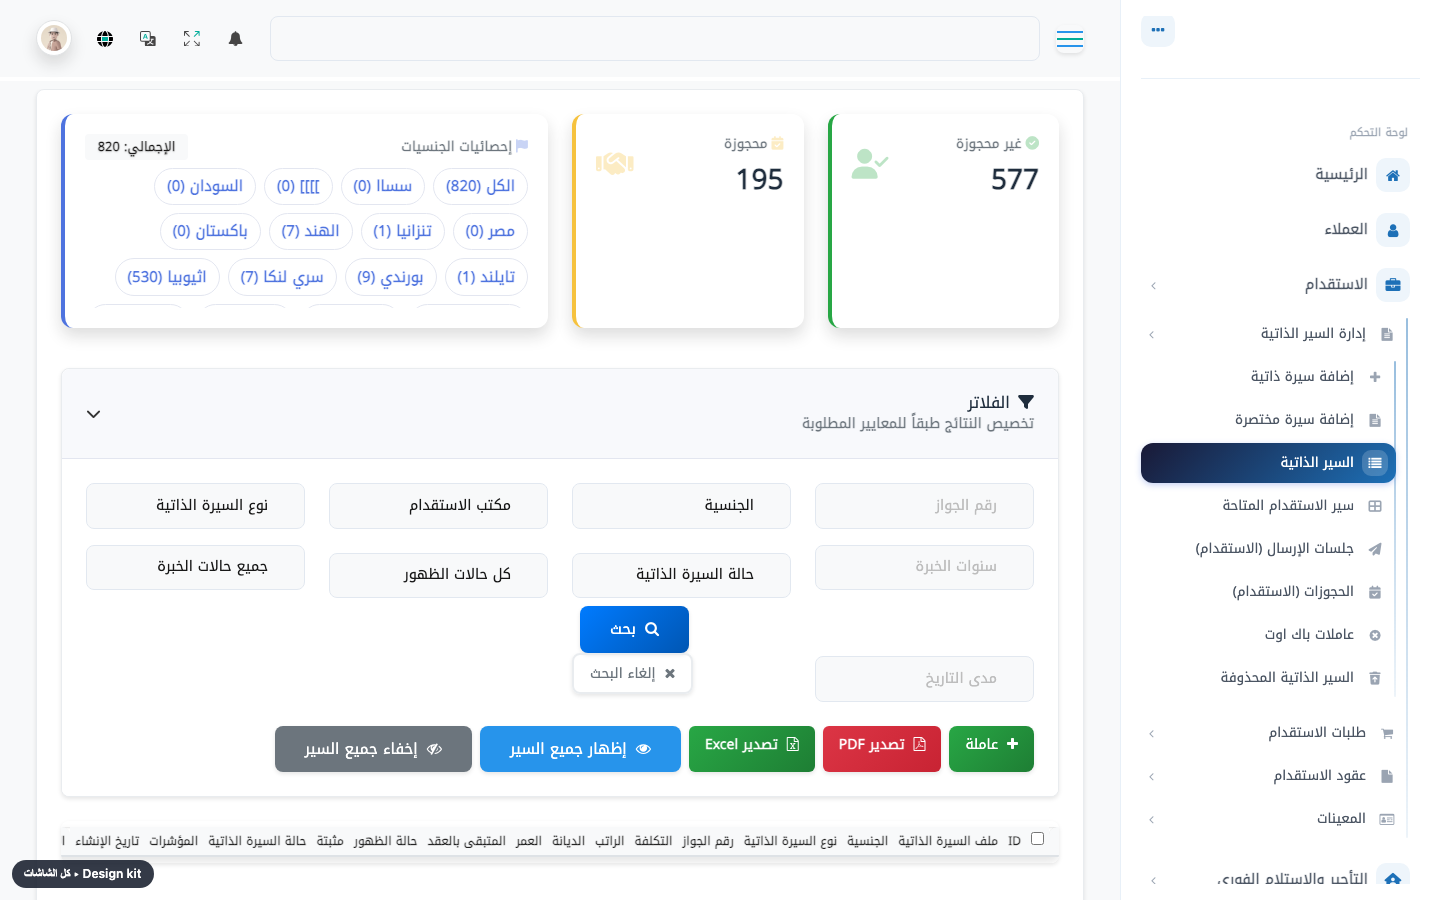 لوحة التحكم
الرئيسية
العملاء
الاستقدام
إدارة السير الذاتية
إضافة سيرة ذاتية
إضافة سيرة مختصرة
السير الذاتية
سير الاستقدام المتاحة
جلسات الإرسال (الاستقدام)
الحجوزات (الاستقدام)
عاملات باك اوت
السير الذاتية المحذوفة
طلبات الاستقدام
عقود الاستقدام
المعينات
التأجير والاستلام الفوري
غير محجوزة
577
محجوزة
195
إحصائيات الجنسيات
الإجمالي: 820
الكل (820)
سساا (0)
[[[[ (0)
السودان (0)
مصر (0)
تنزانيا (1)
الهند (7)
باكستان (0)
تايلند (1)
بورندي (9)
سري لنكا (7)
اثيوبيا (530)
الفلاتر
تخصيص النتائج طبقاً للمعايير المطلوبة
رقم الجواز
الجنسية
مكتب الاستقدام
نوع السيرة الذاتية
سنوات الخبرة
حالة السيرة الذاتية
كل حالات الظهور
جميع حالات الخبرة
بحث
إلغاء البحث
مدى التاريخ
عاملة
تصدير PDF
تصدير Excel
إظهار جميع السير
إخفاء جميع السير
ID ملف السيرة الذاتية الجنسية نوع السيرة الذاتية رقم الجواز التكلفة الراتب الديانة العمر المتبقى بالعقد حالة الظهور مثبتة حالة السيرة الذاتية المؤشرات تاريخ الإنشاء
Design kit ▸ كل الشاشات